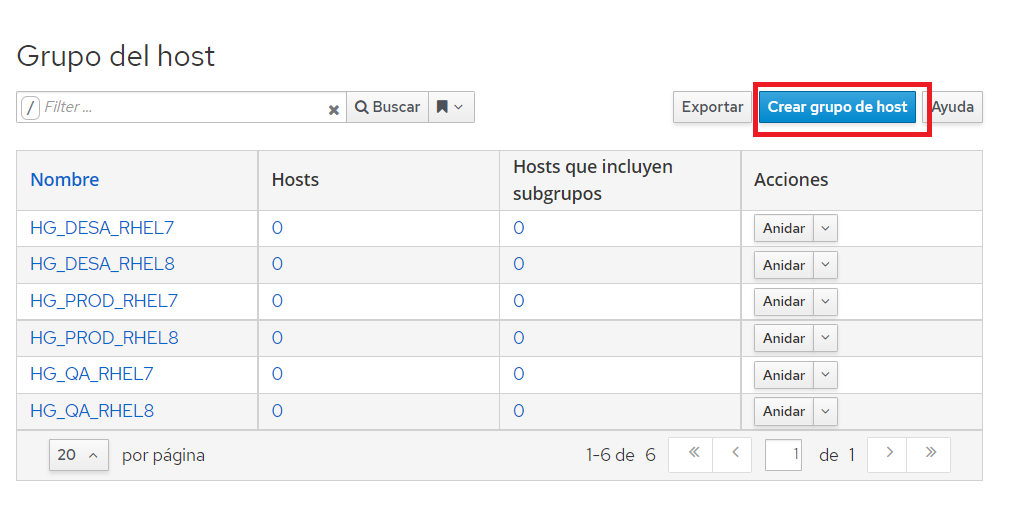 Grupo del host
/ Filter ... Buscar Exportar Crear grupo de host Ayuda
Nombre Hosts Hosts que incluyen subgrupos Acciones
HG_DESA_RHEL7 0 0 Anidar
HG_DESA_RHEL8 0 0 Anidar
HG_PROD_RHEL7 0 0 Anidar
HG_PROD_RHEL8 0 0 Anidar
HG_QA_RHEL7 0 0 Anidar
HG_QA_RHEL8 0 0 Anidar
20 por página 1-6 de 6 « ‹ 1 de 1 › »